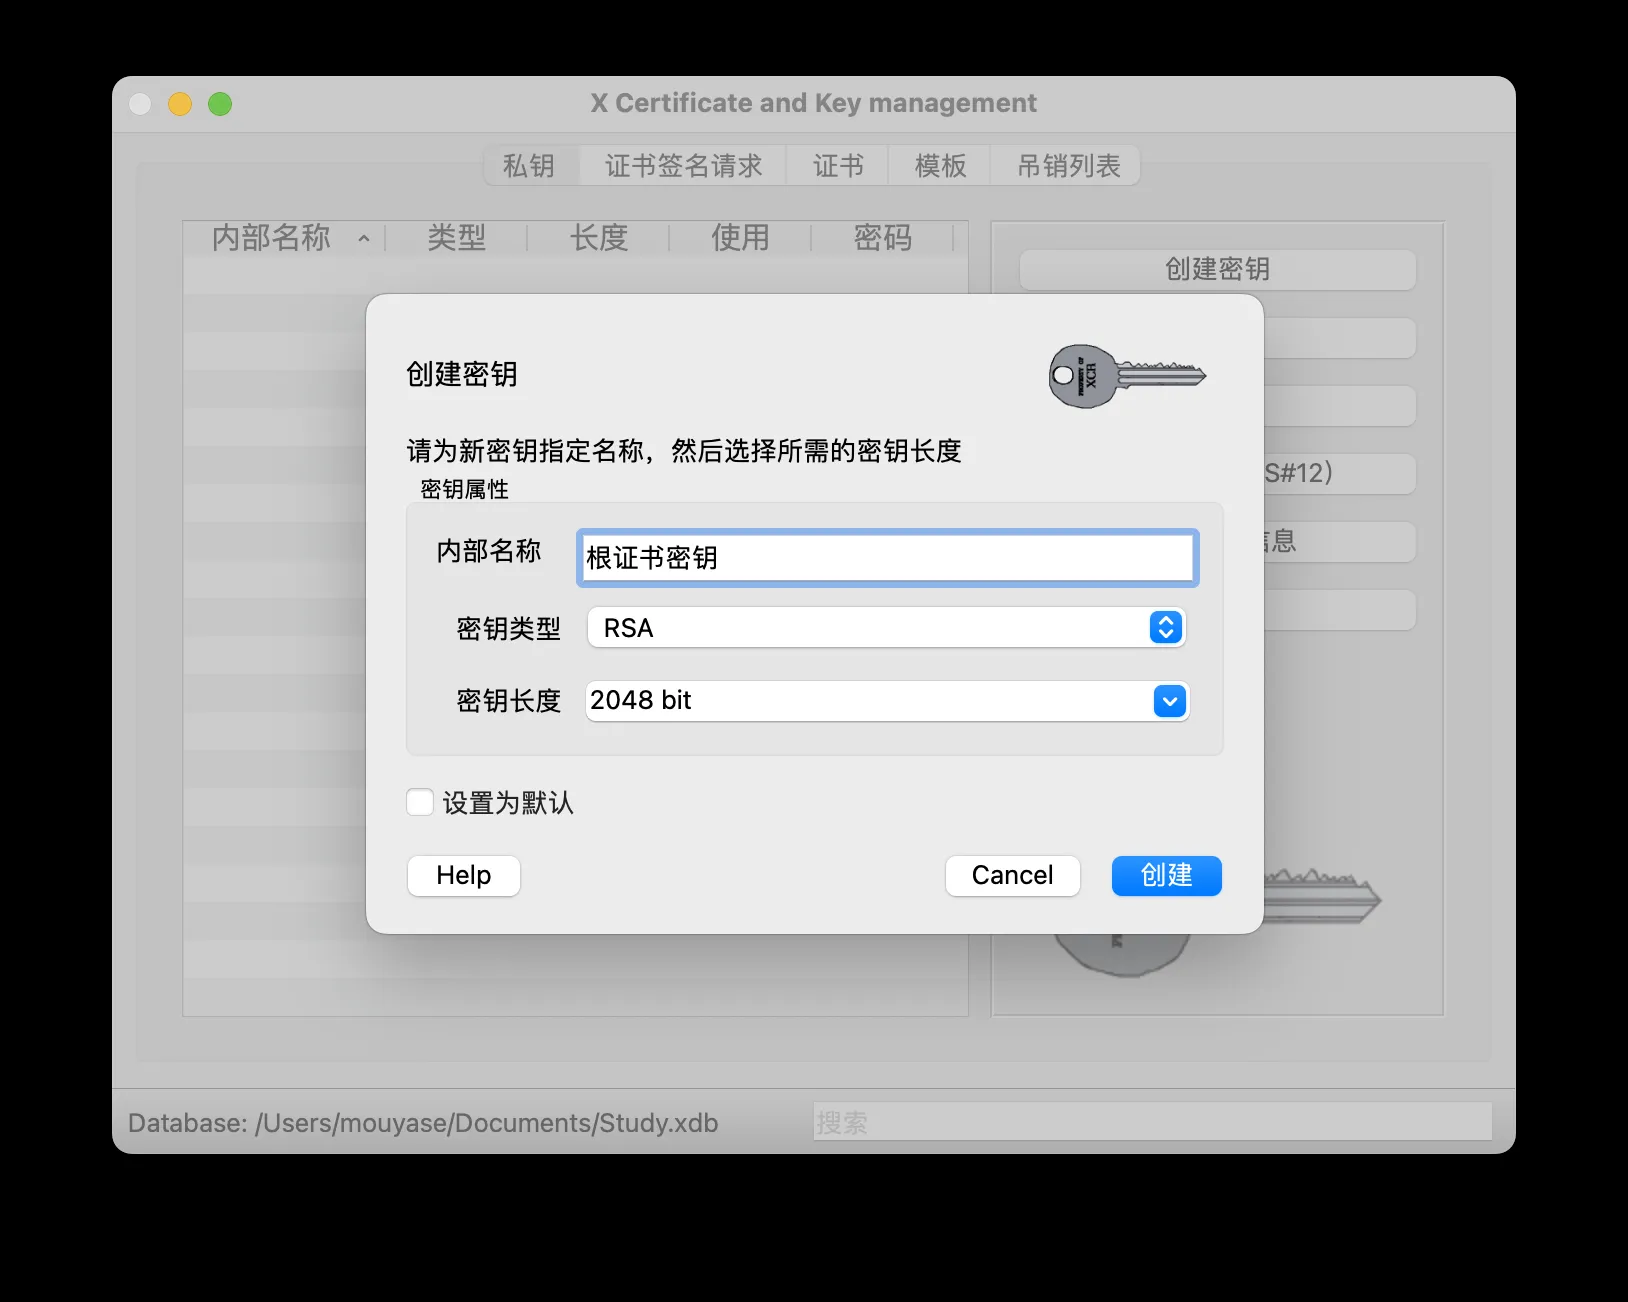 X Certificate and Key management
私钥 证书签名请求 证书 模板 吊销列表
内部名称 类型 长度 使用 密码
创建密钥
S#12)
信息
创建密钥
PROPERTY OF XCA
请为新密钥指定名称，然后选择所需的密钥长度
密钥属性
内部名称 根证书密钥
密钥类型 RSA
密钥长度 2048 bit
设置为默认
Help Cancel 创建
Database: /Users/mouyase/Documents/Study.xdb 搜索